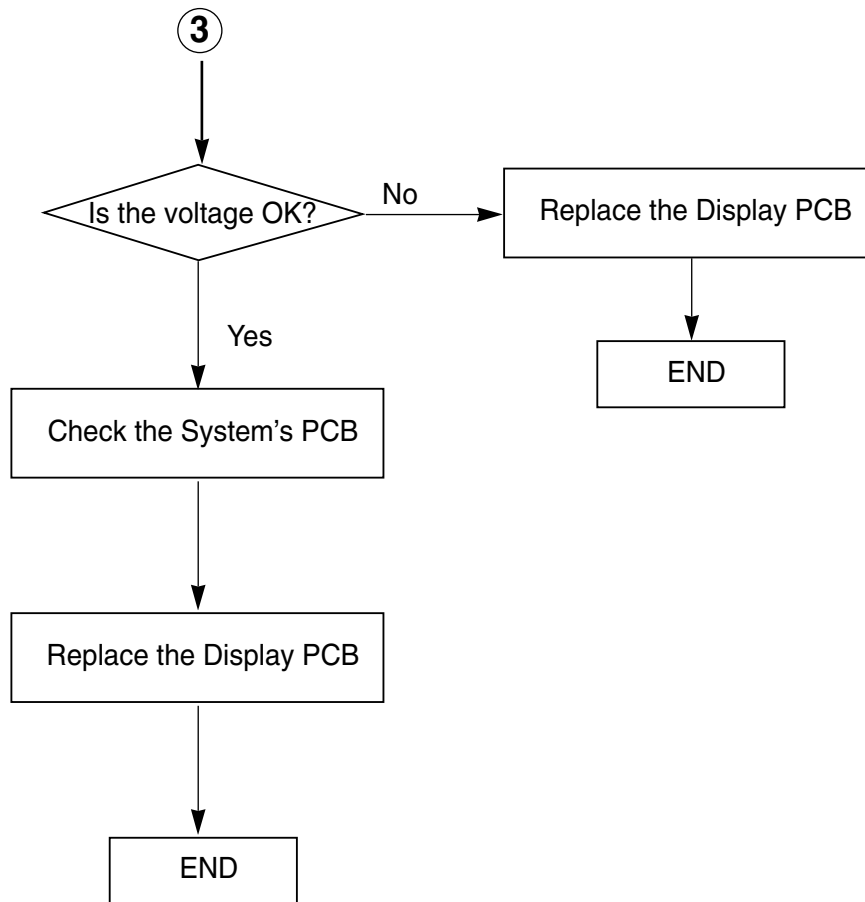 3
Is the voltage OK?
No
Replace the Display PCB
END
Yes
Check the System's PCB
Replace the Display PCB
END